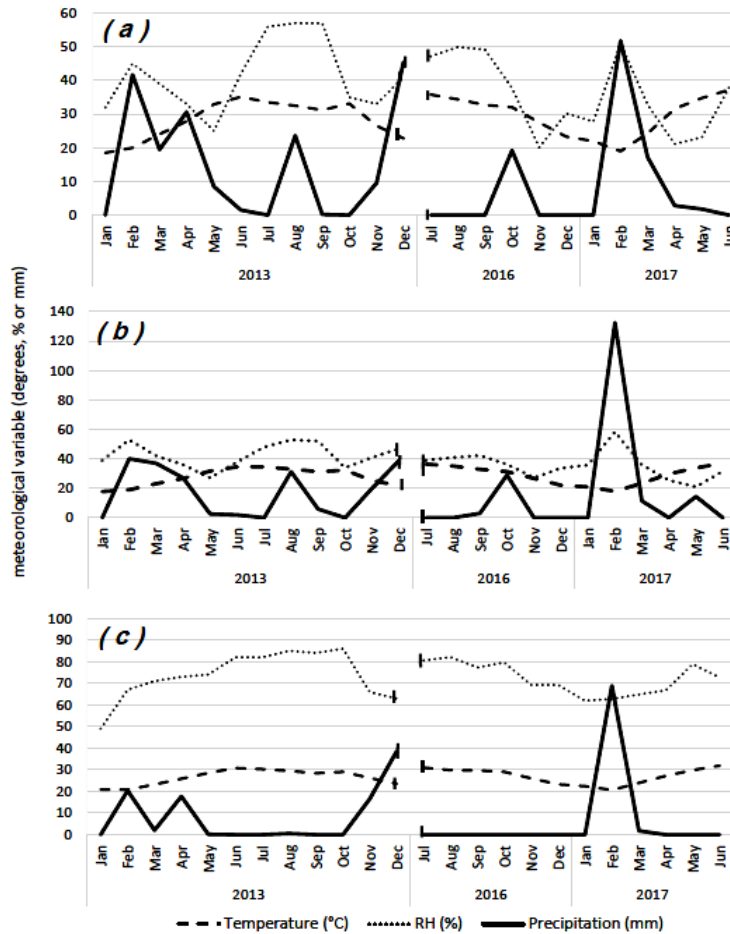 meteorological variable (degrees, % or mm)
( a )
60
50
40
30
20
10
0
Jan Feb Mar Apr May Jun Jul Aug Sep Oct Nov Dec Jul Aug Sep Oct Nov Dec Jan Feb Mar Apr May Jun
2013 2016 2017
( b )
140
120
100
80
60
40
20
0
Jan Feb Mar Apr May Jun Jul Aug Sep Oct Nov Dec Jul Aug Sep Oct Nov Dec Jan Feb Mar Apr May Jun
2013 2016 2017
( c )
100
90
80
70
60
50
40
30
20
10
0
Jan Feb Mar Apr May Jun Jul Aug Sep Oct Nov Dec Jul Aug Sep Oct Nov Dec Jan Feb Mar Apr May Jun
2013 2016 2017
Temperature (°C) RH (%) Precipitation (mm)